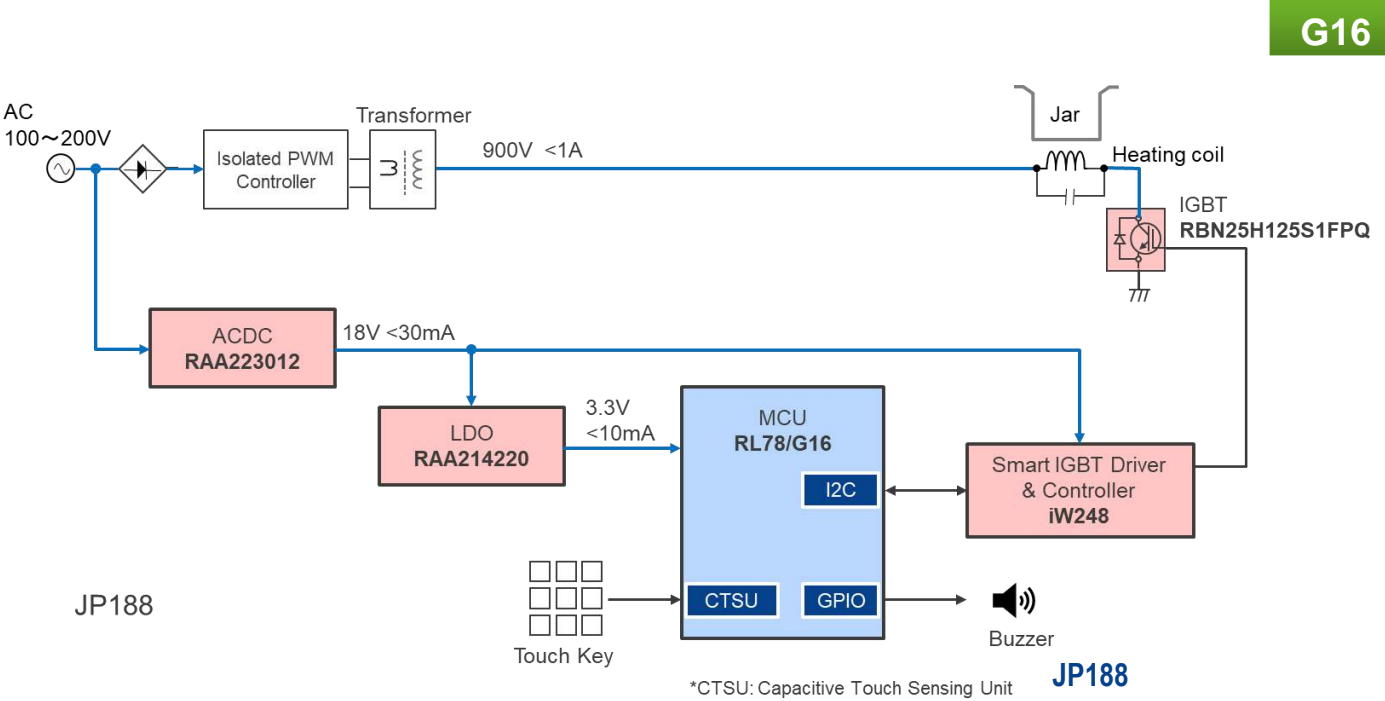 G16
AC
100～200V
Transformer
Isolated PWM
Controller
900V <1A
Jar
Heating coil
IGBT
RBN25H125S1FPQ
ACDC
RAA223012
18V <30mA
LDO
RAA214220
3.3V
<10mA
MCU
RL78/G16
I2C
Smart IGBT Driver
& Controller
iW248
CTSU
GPIO
JP188
Touch Key
Buzzer
JP188
*CTSU: Capacitive Touch Sensing Unit